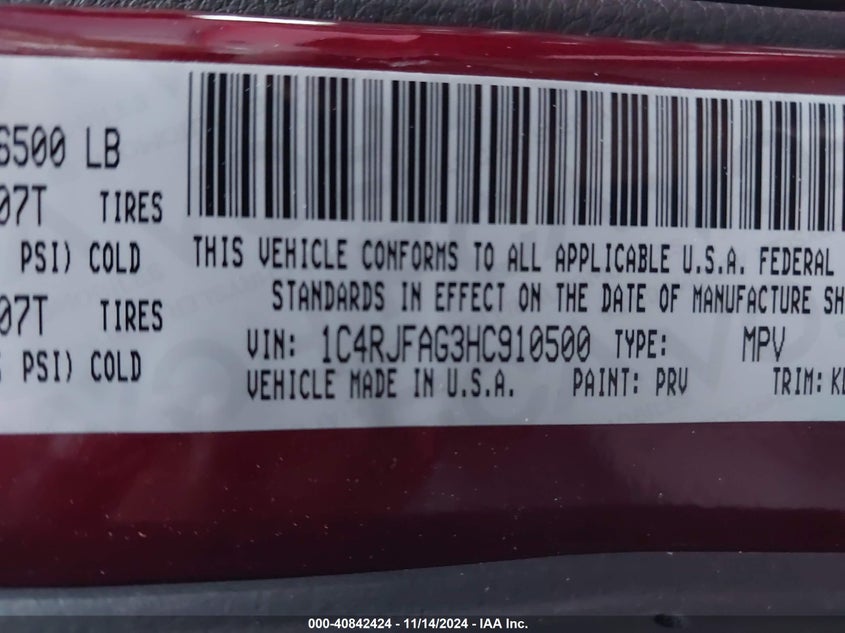 6500 LB
07T TIRES
PSI) COLD
07T TIRES
PSI) COLD
THIS VEHICLE CONFORMS TO ALL APPLICABLE U.S.A. FEDERAL
STANDARDS IN EFFECT ON THE DATE OF MANUFACTURE SH
VIN: 1C4RJFAG3HC910500 TYPE: MPV
VEHICLE MADE IN U.S.A. PAINT: PRV TRIM:
000-40842424 - 11/14/2024 - IAA Inc.